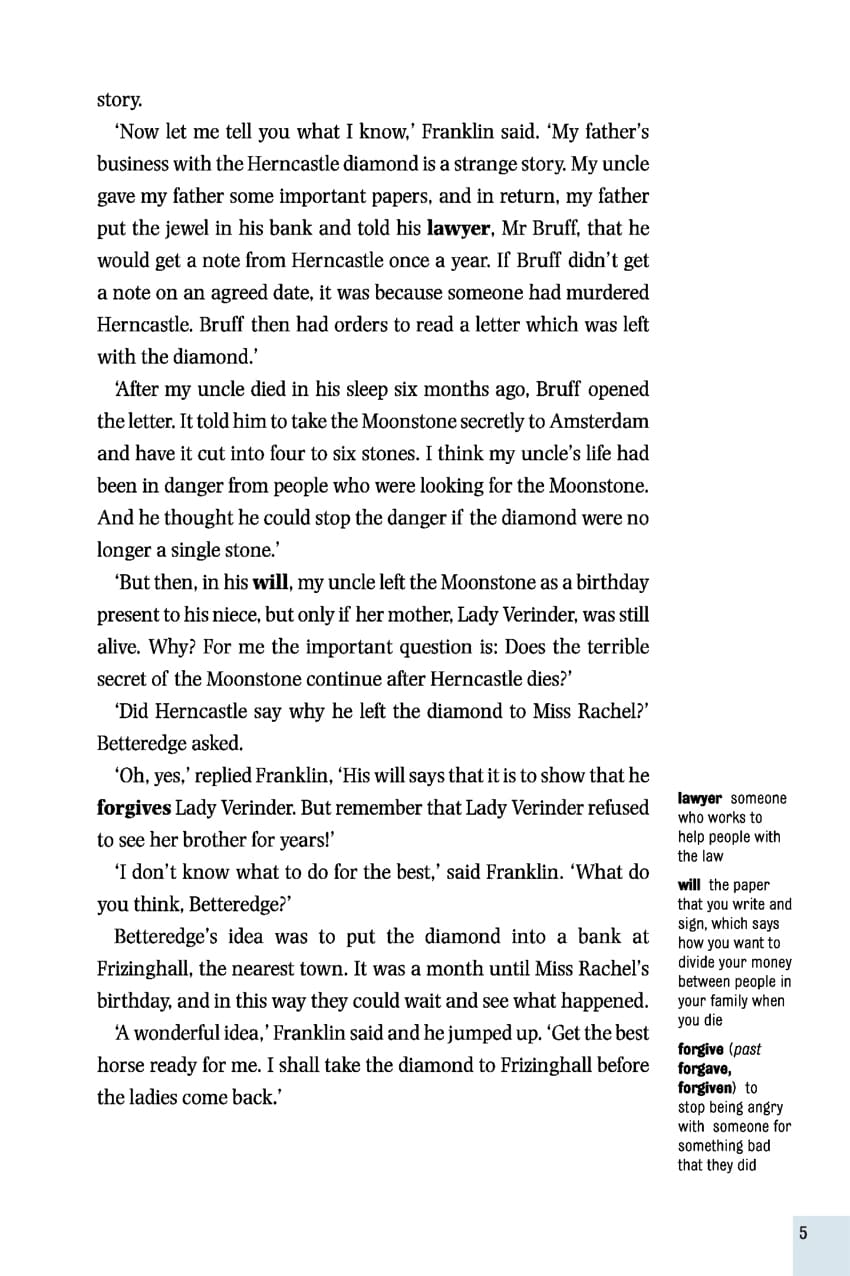 story.
‘Now let me tell you what I know,’ Franklin said. ‘My father’s
business with the Herncastle diamond is a strange story. My uncle
gave my father some important papers, and in return, my father
put the jewel in his bank and told his lawyer, Mr Bruff, that he
would get a note from Herncastle once a year. If Bruff didn’t get
a note on an agreed date, it was because someone had murdered
Herncastle. Bruff then had orders to read a letter which was left
with the diamond.’
‘After my uncle died in his sleep six months ago, Bruff opened
the letter. It told him to take the Moonstone secretly to Amsterdam
and have it cut into four to six stones. I think my uncle’s life had
been in danger from people who were looking for the Moonstone.
And he thought he could stop the danger if the diamond were no
longer a single stone.’
‘But then, in his will, my uncle left the Moonstone as a birthday
present to his niece, but only if her mother, Lady Verinder, was still
alive. Why? For me the important question is: Does the terrible
secret of the Moonstone continue after Herncastle dies?’
‘Did Herncastle say why he left the diamond to Miss Rachel?’
Betteredge asked.
‘Oh, yes,’ replied Franklin, ‘His will says that it is to show that he
forgives Lady Verinder. But remember that Lady Verinder refused
to see her brother for years!’
‘I don’t know what to do for the best,’ said Franklin. ‘What do
you think, Betteredge?’
Betteredge’s idea was to put the diamond into a bank at
Frizinghall, the nearest town. It was a month until Miss Rachel’s
birthday, and in this way they could wait and see what happened.
‘A wonderful idea,’ Franklin said and he jumped up. ‘Get the best
horse ready for me. I shall take the diamond to Frizinghall before
the ladies come back.’
lawyer someone
who works to
help people with
the law
will the paper
that you write and
sign, which says
how you want to
divide your money
between people in
your family when
you die
forgive (past
forgave,
forgiven) to
stop being angry
with someone for
something bad
that they did
5